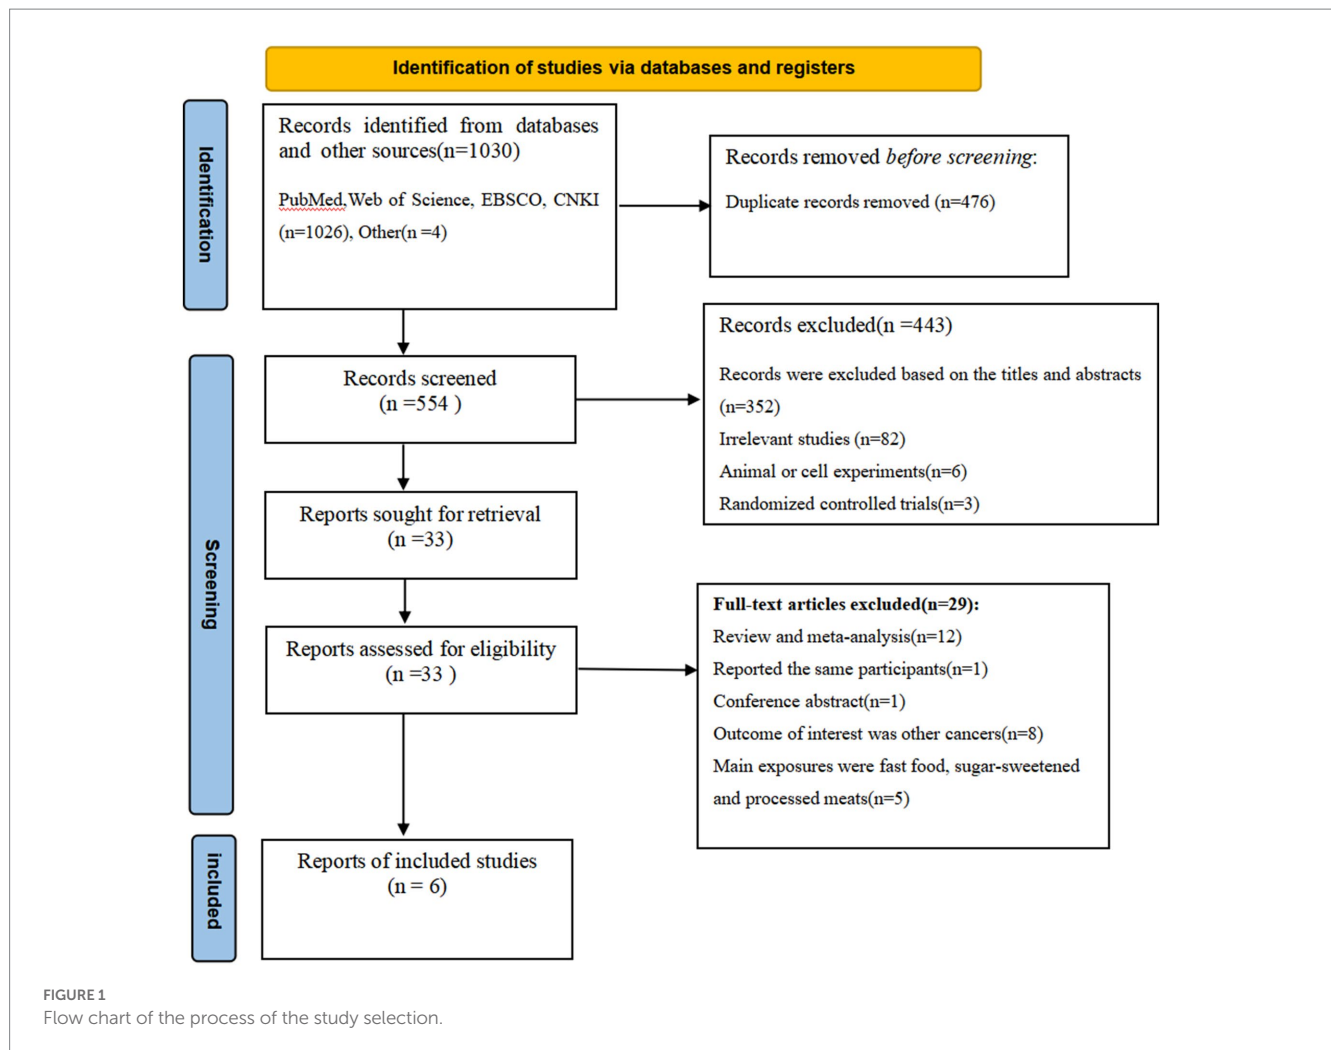 Identification of studies via databases and registers
Identification
Records identified from databases
and other sources(n=1030)
PubMed,Web of Science, EBSCO, CNKI
(n=1026), Other(n =4)
Records removed before screening:
Duplicate records removed (n=476)
Screening
Records screened
(n =554 )
Records excluded(n =443)
Records were excluded based on the titles and abstracts
(n=352)
Irrelevant studies (n=82)
Animal or cell experiments(n=6)
Randomized controlled trials(n=3)
Reports sought for retrieval
(n =33)
Reports assessed for eligibility
(n =33 )
Full-text articles excluded(n=29):
Review and meta-analysis(n=12)
Reported the same participants(n=1)
Conference abstract(n=1)
Outcome of interest was other cancers(n=8)
Main exposures were fast food, sugar-sweetened
and processed meats(n=5)
included
Reports of included studies
(n = 6)
FIGURE 1
Flow chart of the process of the study selection.